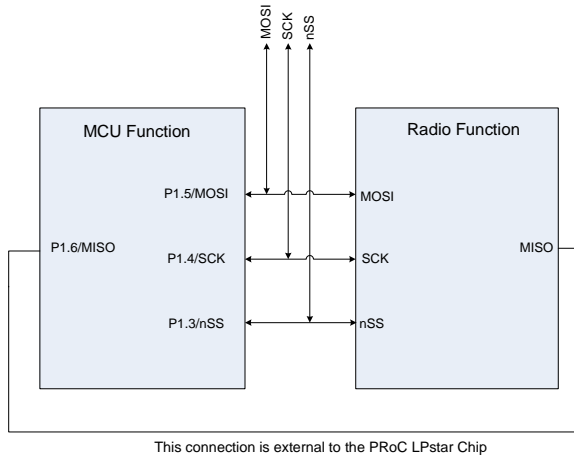 MOSI
SCK
nSS
MCU Function
Radio Function
P1.5/MOSI
MOSI
P1.6/MISO
P1.4/SCK
SCK
MISO
P1.3/nSS
nSS
This connection is external to the PRoC LPstar Chip